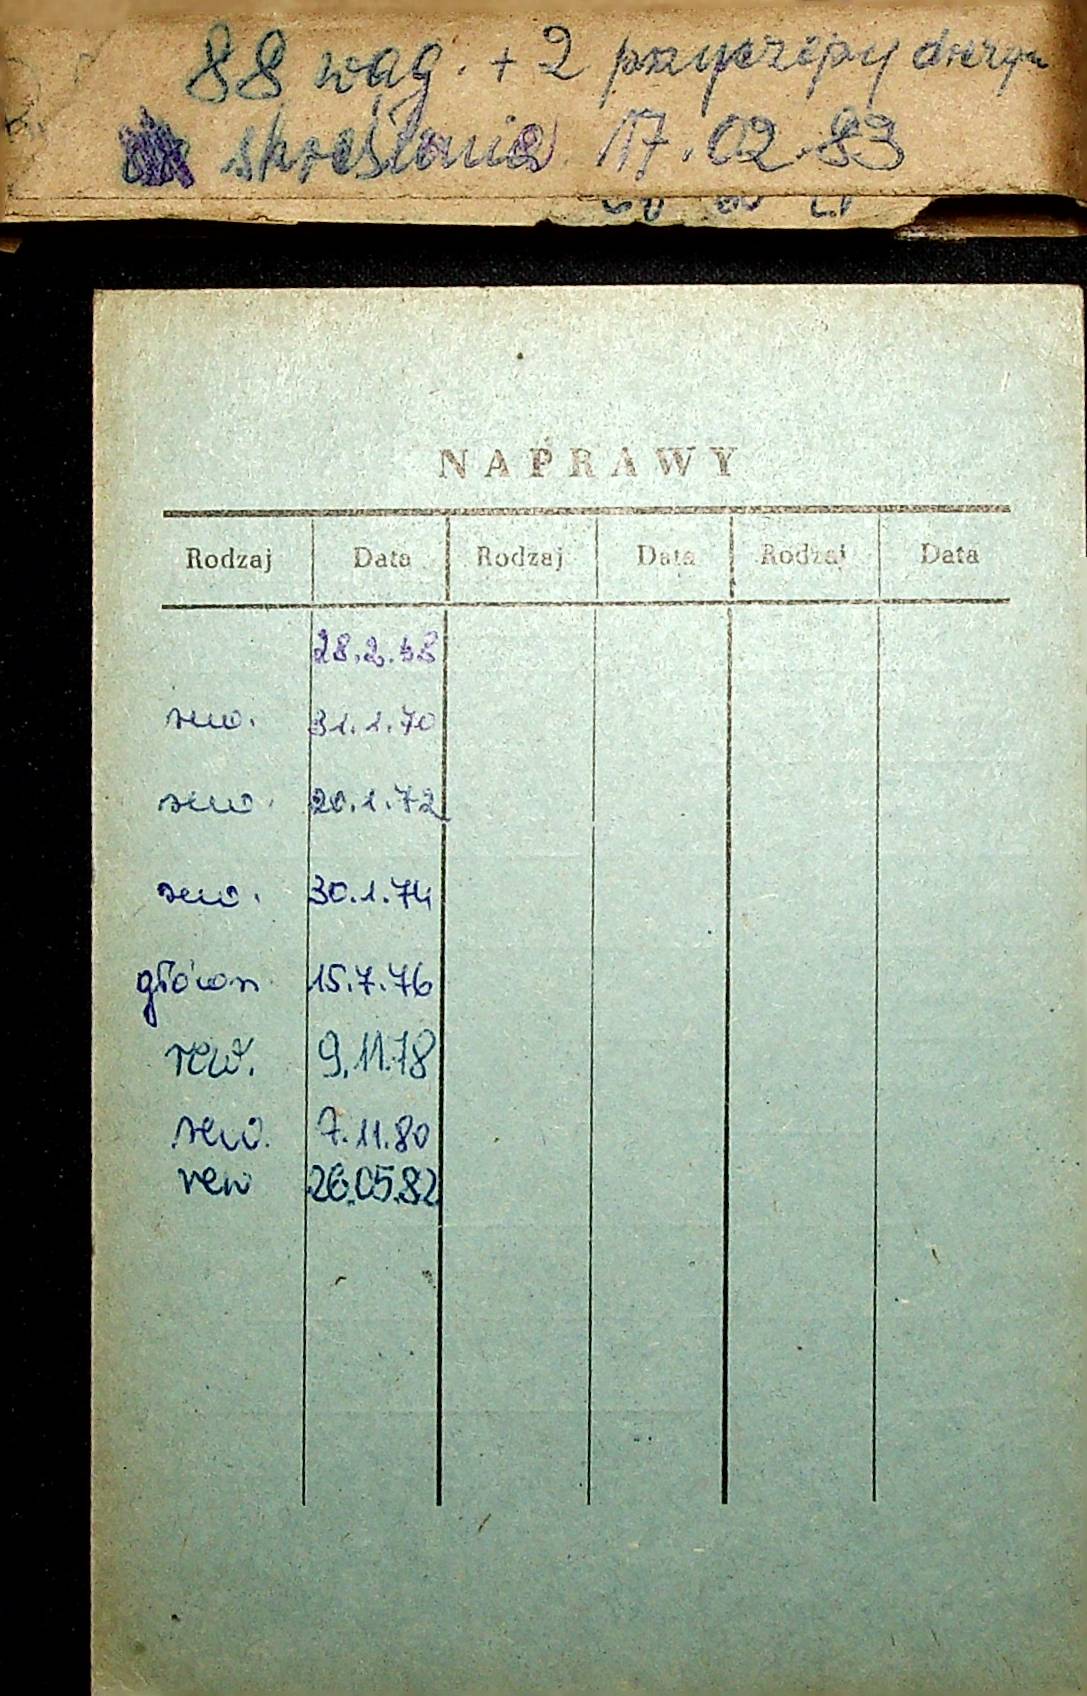 88 wag. + 2 przyczepy drezyn
skreślenie 17.02.83
NAPRAWY
Rodzaj Data Rodzaj Data Rodzaj Data
28.2.68
rew. 31.1.70
rew. 20.1.72
rew. 30.1.74
główn. 15.7.76
rew. 9.11.78
rew. 7.11.80
rew 26.05.82